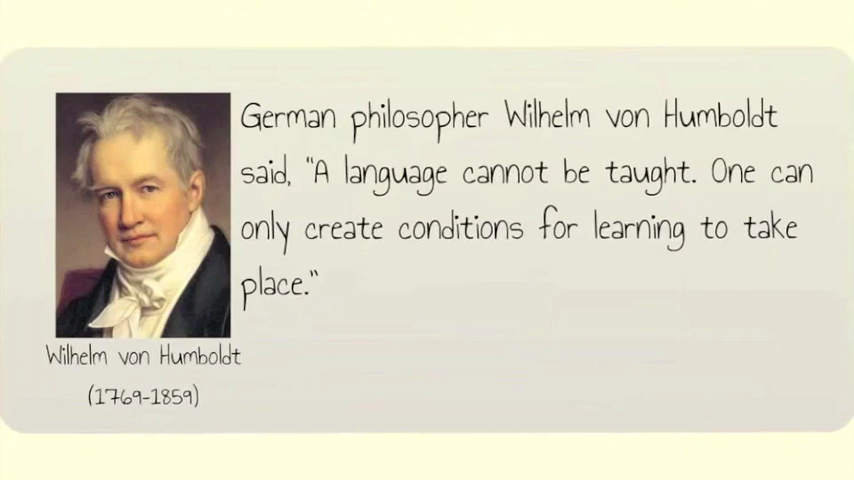 German philosopher Wilhelm von Humboldt
said, "A language cannot be taught. One can
only create conditions for learning to take
place."
Wilhelm von Humboldt
(1769-1859)